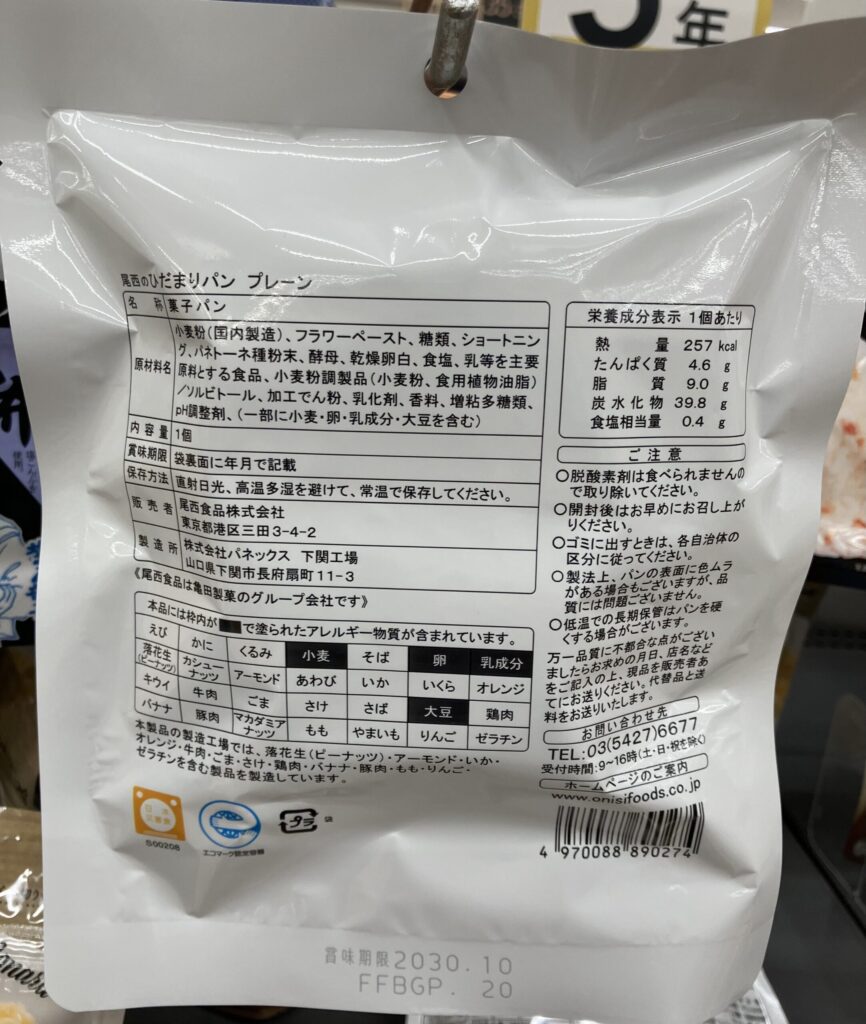 5年
尾西のひだまりパン プレーン
名 称 菓子パン
原材料名 小麦粉(国内製造)、フラワーペースト、糖類、ショートニン
グ、パネトーネ種粉末、酵母、乾燥卵白、食塩、乳等を主要
原料とする食品、小麦粉調製品(小麦粉、食用植物油脂)
/ソルビトール、加工でん粉、乳化剤、香料、増粘多糖類、
pH調整剤、(一部に小麦・卵・乳成分・大豆を含む)
内 容 量 1個
賞味期限 袋裏面に年月で記載
保存方法 直射日光、高温多湿を避けて、常温で保存してください。
販 売 者 尾西食品株式会社
東京都港区三田3-4-2
製 造 所 株式会社パネックス 下関工場
山口県下関市長府扇町11-3
《尾西食品は亀田製菓のグループ会社です》
本品には枠内が■で塗られたアレルギー物質が含まれています。
えび かに くるみ 小麦 そば 卵 乳成分
落花生(ピーナッツ) カシューナッツ アーモンド あわび いか いくら オレンジ
キウイ 牛肉 ごま さけ さば 大豆 鶏肉
バナナ 豚肉 マカダミアナッツ もも やまいも りんご ゼラチン
本製品の製造工場では、落花生(ピーナッツ)・アーモンド・いか・
オレンジ・牛肉・ごま・さけ・鶏肉・バナナ・豚肉・もも・りんご・
ゼラチンを含む製品を製造しています。
日本災害食
S00208
エコマーク認定容器
プラ 袋
栄養成分表示 1個あたり
熱 量 257 kcal
たんぱく質 4.6 g
脂 質 9.0 g
炭水化物 39.8 g
食塩相当量 0.4 g
ご 注 意
○脱酸素剤は食べられませんの
で取り除いてください。
○開封後はお早めにお召し上が
りください。
○ゴミに出すときは、各自治体の
区分に従ってください。
○製法上、パンの表面に色ムラ
がある場合もございますが、品
質には問題ございません。
○低温での長期保管はパンを硬
くする場合がございます。
万一品質に不都合な点がござい
ましたらお求めの月日、店名など
をご記入の上、現品を販売者あ
てにお送りください。代替品と送
料をお送りいたします。
お問い合わせ先
TEL:03(5427)6677
受付時間:9~16時(土・日・祝を除く)
ホームページのご案内
www.onisifoods.co.jp
4 970088 890274
賞味期限2030.10
FFBGP. 20